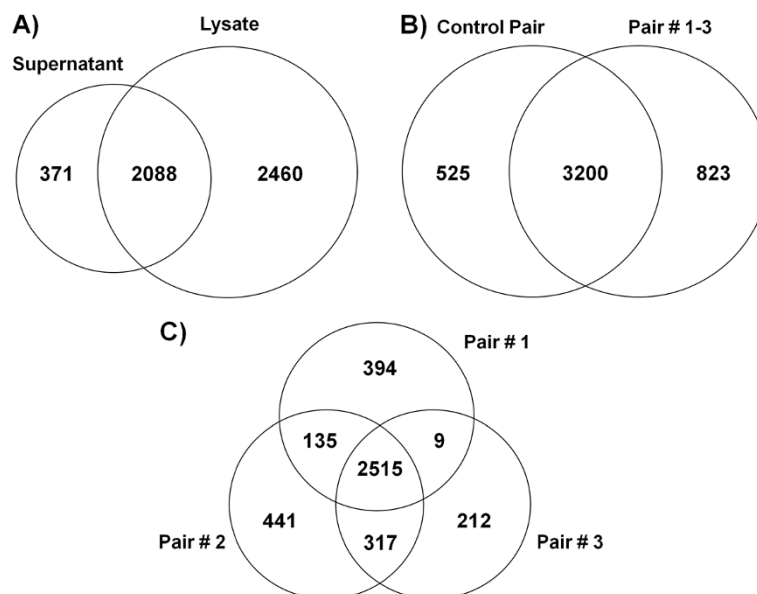 A)
Lysate
Supernatant
371
2088
2460
B)
Control Pair
Pair # 1-3
525
3200
823
C)
Pair # 1
394
135
9
2515
441
317
212
Pair # 2
Pair # 3